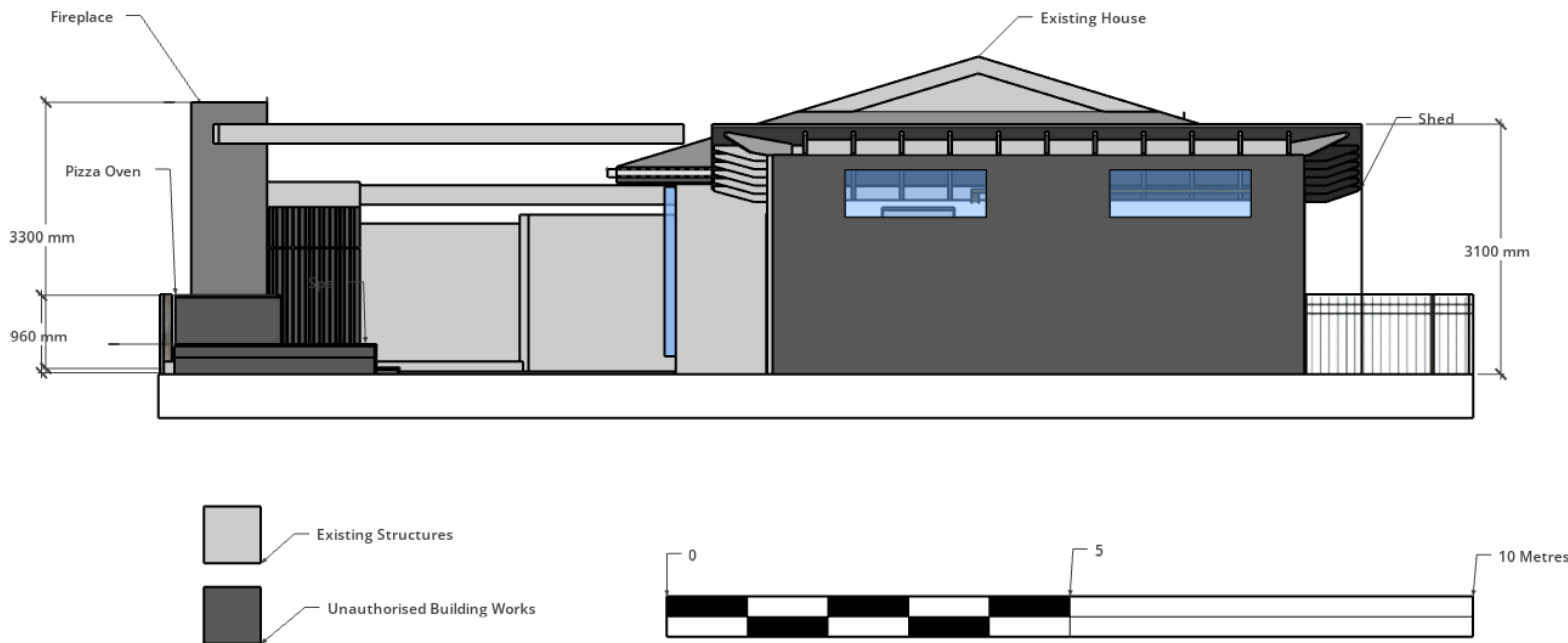 Fireplace
Existing House
Shed
Pizza Oven
3300 mm
3100 mm
Spa
960 mm
Existing Structures
0
5
10 Metres
Unauthorised Building Works